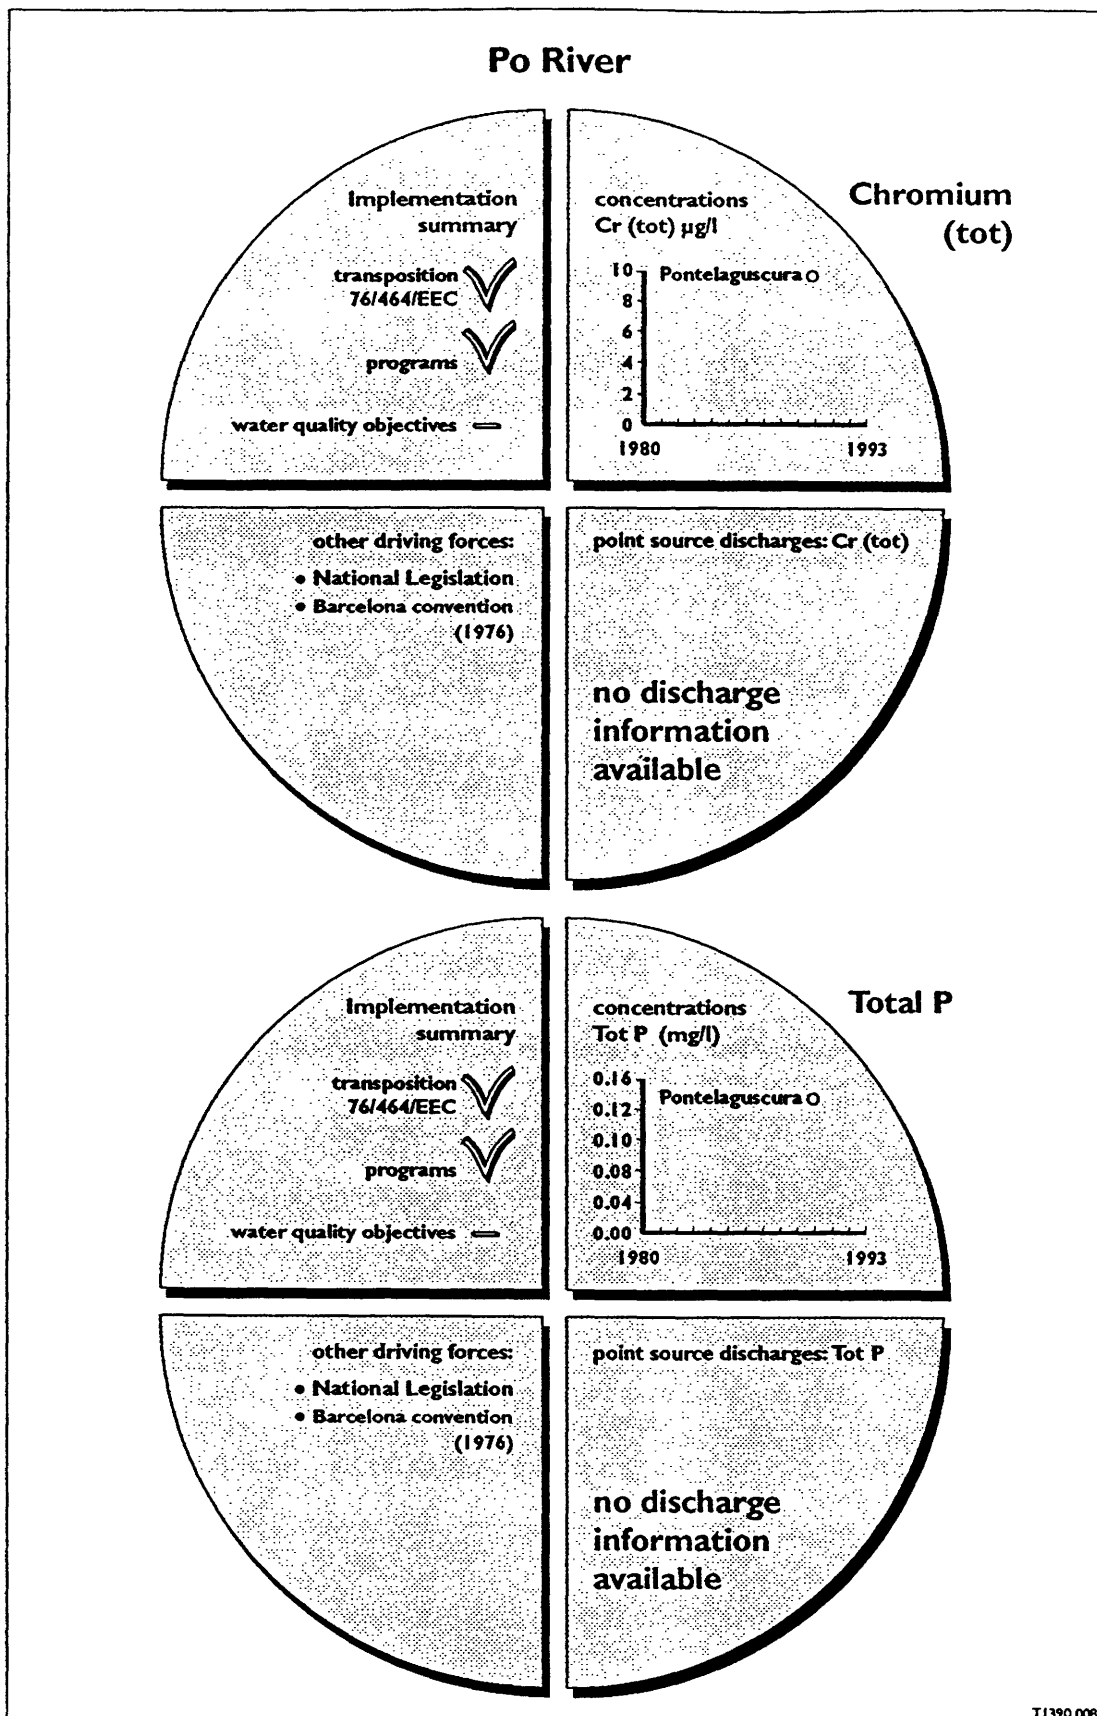 Po River
Implementation
summary
transposition
76/464/EEC
programs
water quality objectives
concentrations
Cr (tot) µg/l
Chromium
(tot)
10
Pontelaguscura
8
6
4
2
0
1980
1993
other driving forces:
• National Legislation
• Barcelona convention
(1976)
point source discharges: Cr (tot)
no discharge
information
available
Implementation
summary
transposition
76/464/EEC
programs
water quality objectives
concentrations
Tot P (mg/l)
Total P
0.16
Pontelaguscura
0.12
0.10
0.08
0.04
0.00
1980
1993
other driving forces:
• National Legislation
• Barcelona convention
(1976)
point source discharges: Tot P
no discharge
information
available
T1390.008